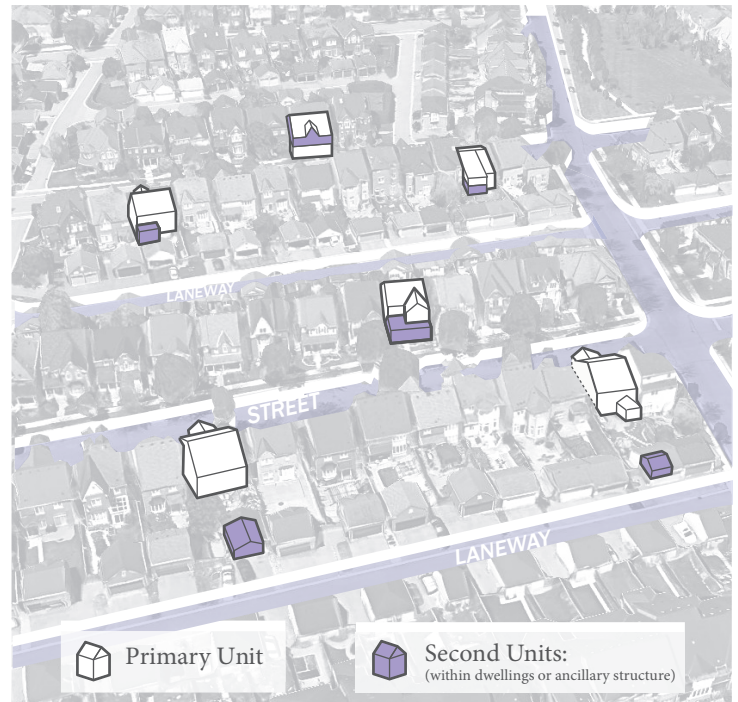 LANEWAY
STREET
LANEWAY
Primary Unit
Second Units:
(within dwellings or ancillary structure)